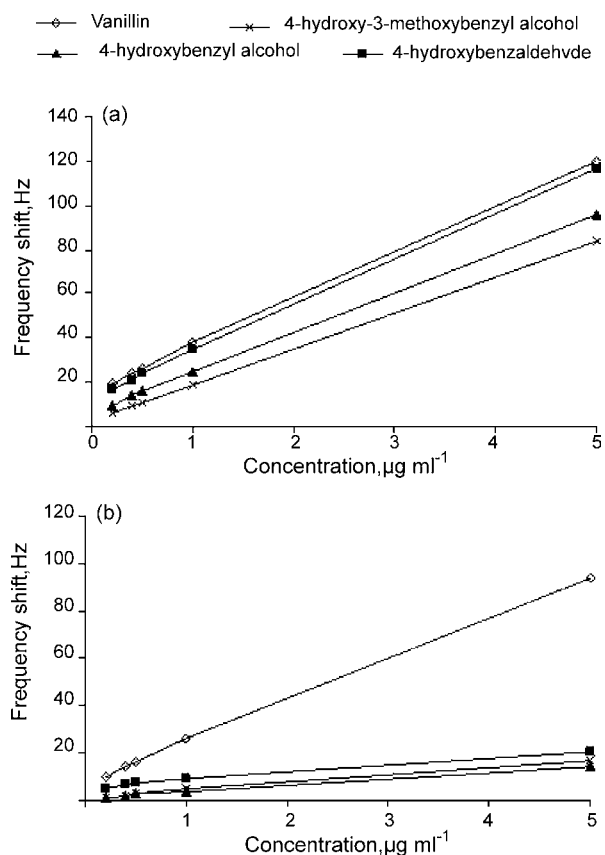 Vanillin
4-hydroxy-3-methoxybenzyl alcohol
4-hydroxybenzyl alcohol
4-hydroxybenzaldehvde
(a)
140
120
100
80
60
40
20
0
1
2
3
4
5
Frequency shift,Hz
Concentration,µg ml-1
(b)
120
100
80
60
40
20
0
1
2
3
4
5
Frequency shift,Hz
Concentration,µg ml-1